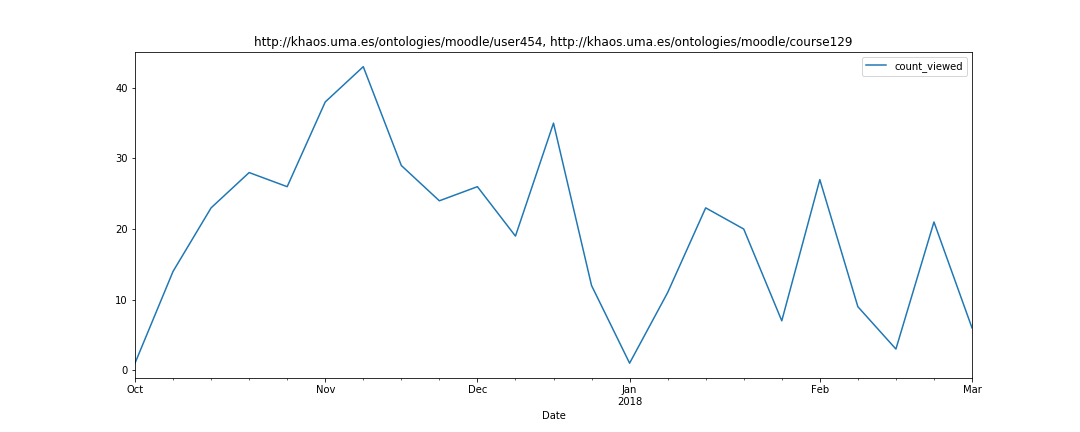 http://khaos.uma.es/ontologies/moodle/user454, http://khaos.uma.es/ontologies/moodle/course129
count_viewed
40
30
20
10
0
Oct Nov Dec Jan Feb Mar
2018
Date